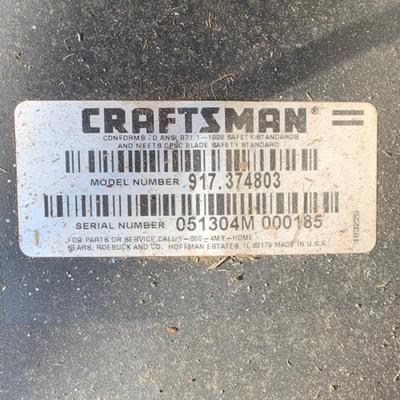 CRAFTSMAN®
CONFORMS TO ANSI B71.1-1998 SAFETY STANDARDS
AND MEETS CPSC BLADE SAFETY STANDARD
MODEL NUMBER 917.374803
SERIAL NUMBER 051304M 000185
FOR PARTS OR SERVICE CALL 1-800-4MY-HOME
SEARS, ROEBUCK AND CO. HOFFMAN ESTATES, IL 60179 MADE IN U.S.A.
183225